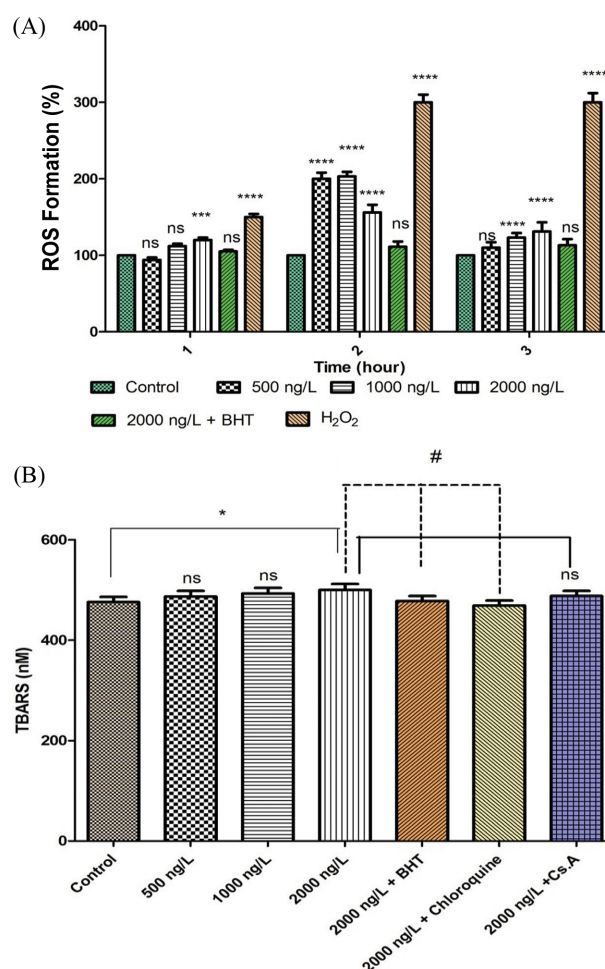 (A)
400
300
200
100
0
ROS Formation (%)
ns
ns
***
ns
****
****
****
****
ns
****
ns
****
****
ns
****
1
2
3
Time (hour)
Control
500 ng/L
1000 ng/L
2000 ng/L
2000 ng/L + BHT
H₂O₂
(B)
#
*
600
400
200
0
TBARS (nM)
ns
ns
ns
Control
500 ng/L
1000 ng/L
2000 ng/L
2000 ng/L + BHT
2000 ng/L + Chloroquine
2000 ng/L +Cs.A